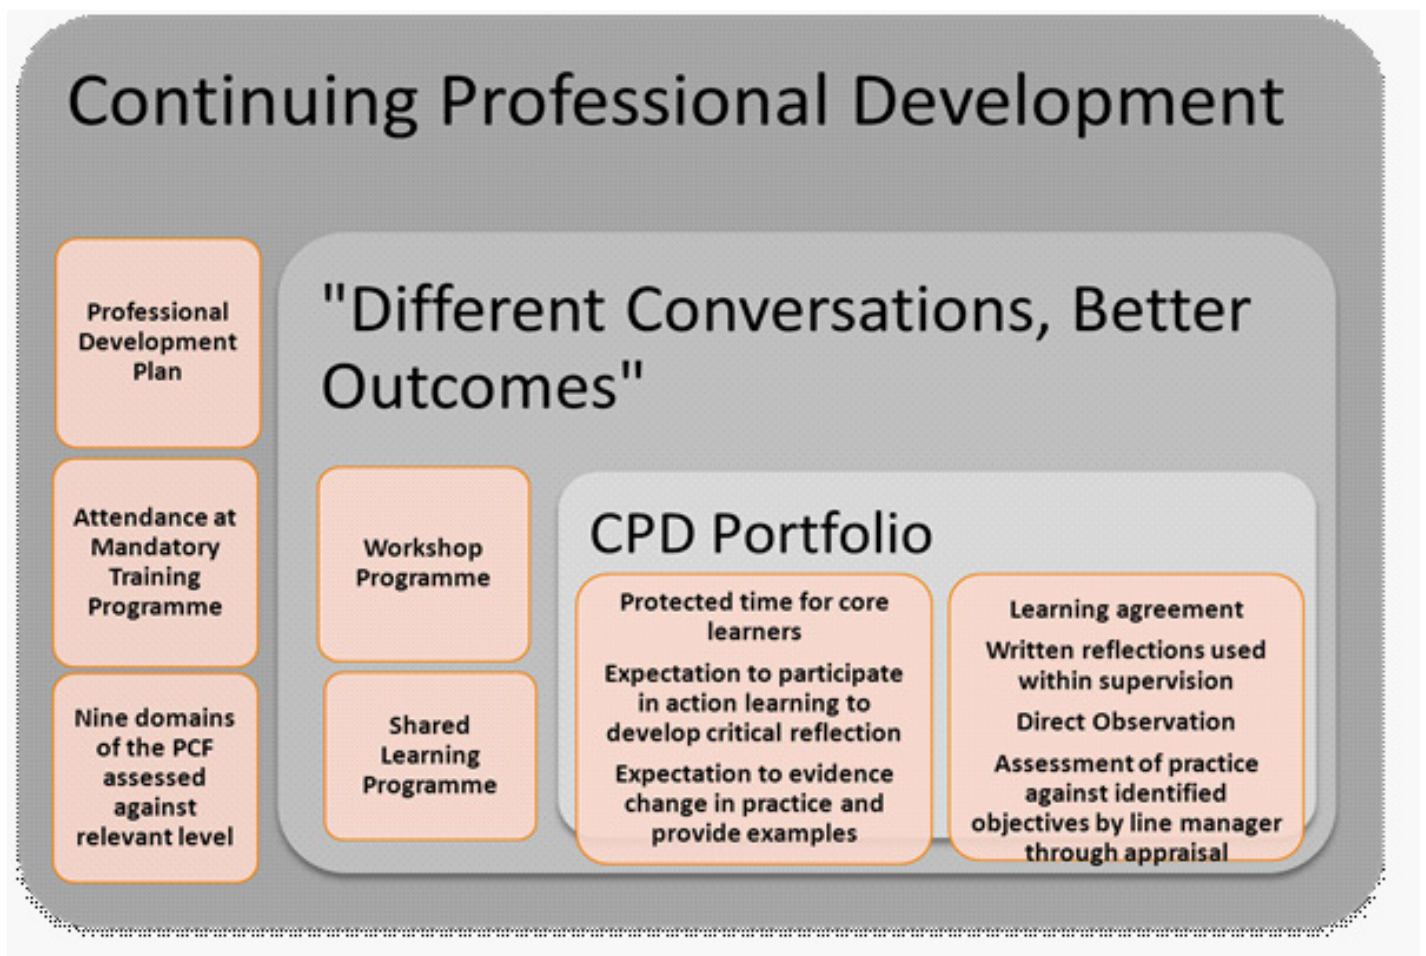 Continuing Professional Development
Professional
Development
Plan
Attendance at
Mandatory
Training
Programme
Nine domains
of the PCF
assessed
against
relevant level
"Different Conversations, Better
Outcomes"
Workshop
Programme
Shared
Learning
Programme
CPD Portfolio
Protected time for core
learners
Expectation to participate
in action learning to
develop critical reflection
Expectation to evidence
change in practice and
provide examples
Learning agreement
Written reflections used
within supervision
Direct Observation
Assessment of practice
against identified
objectives by line manager
through appraisal